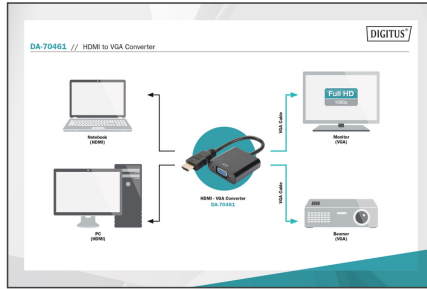 DIGITUS®
DA-70461 // HDMI to VGA Converter
Notebook
(HDMI)
VGA Cable
Full HD
1080p
Monitor
(VGA)
HDMI - VGA Converter
DA-70461
PC
(HDMI)
VGA Cable
Beamer
(VGA)